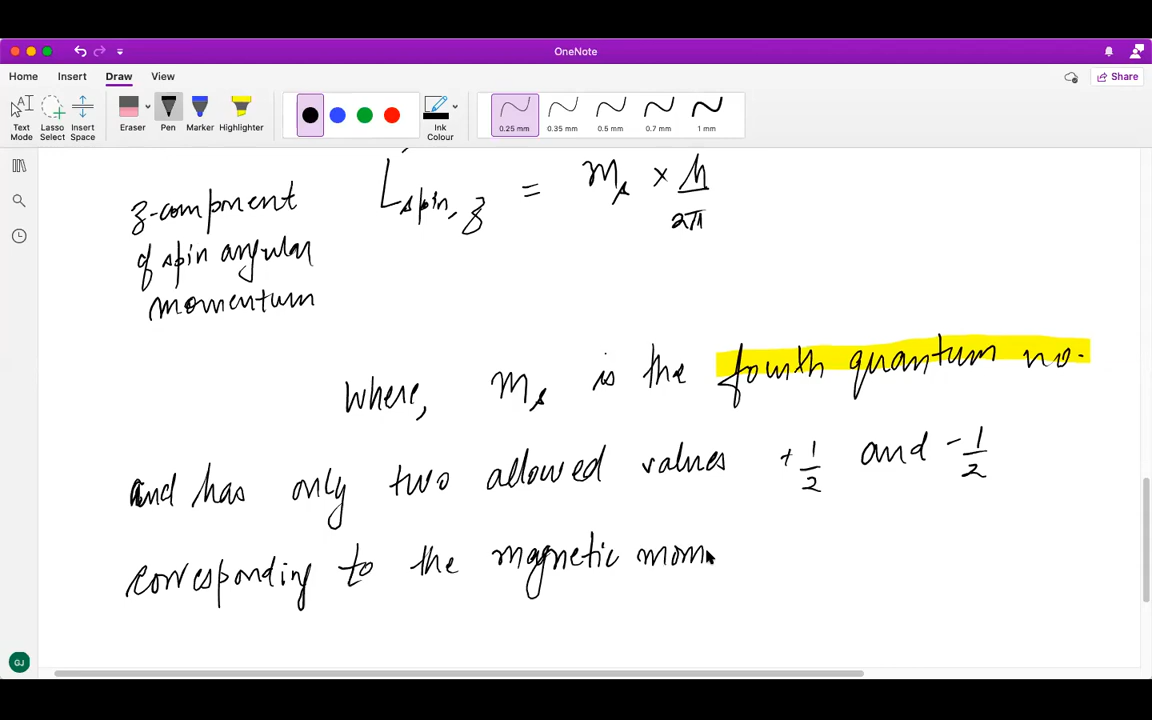 OneNote
Home Insert Draw View
Share
Text Mode
Lasso Select
Insert Space
Eraser
Pen
Marker
Highlighter
Ink Colour
0.25 mm
0.35 mm
0.5 mm
0.7 mm
1 mm
z-component
of spin angular
momentum
L spin, z = ms × h/2π
where, ms is the fourth quantum no.
and has only two allowed values +1/2 and -1/2
corresponding to the magnetic mom
GJ